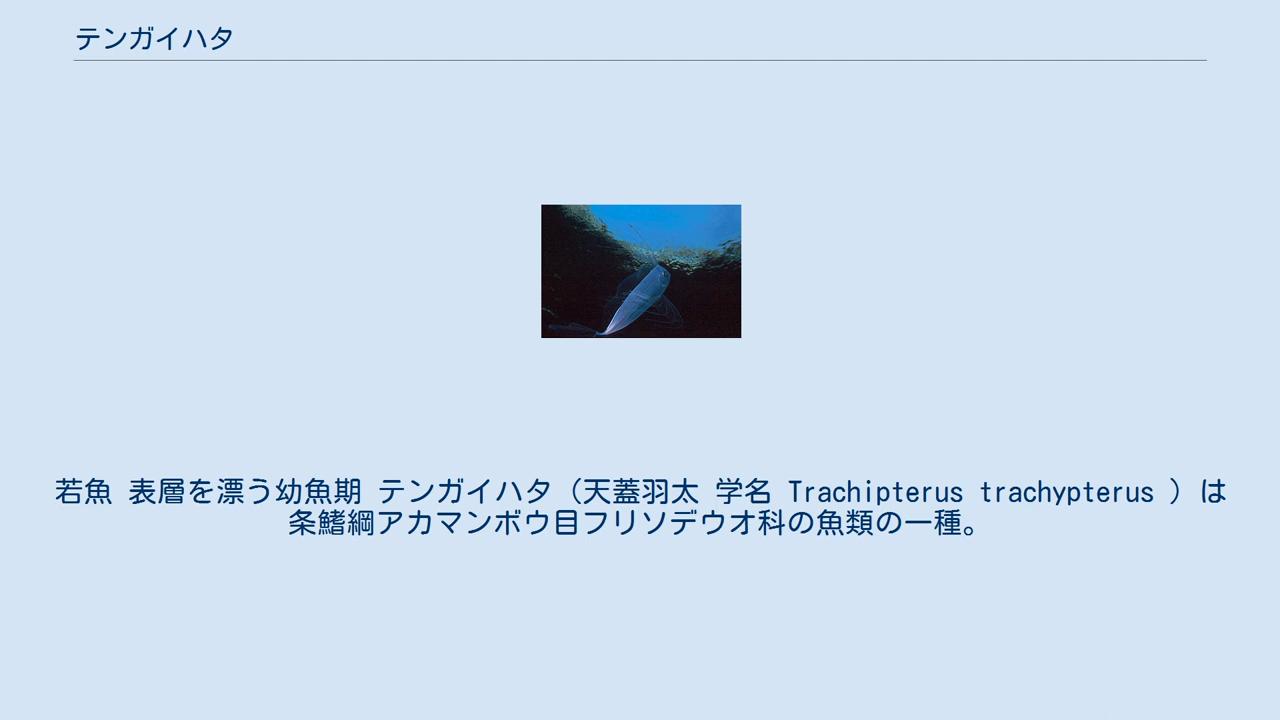 テンガイハタ
若魚 表層を漂う幼魚期 テンガイハタ（天蓋羽太 学名 Trachipterus trachypterus ）は
条鰭綱アカマンボウ目フリソデウオ科の魚類の一種。